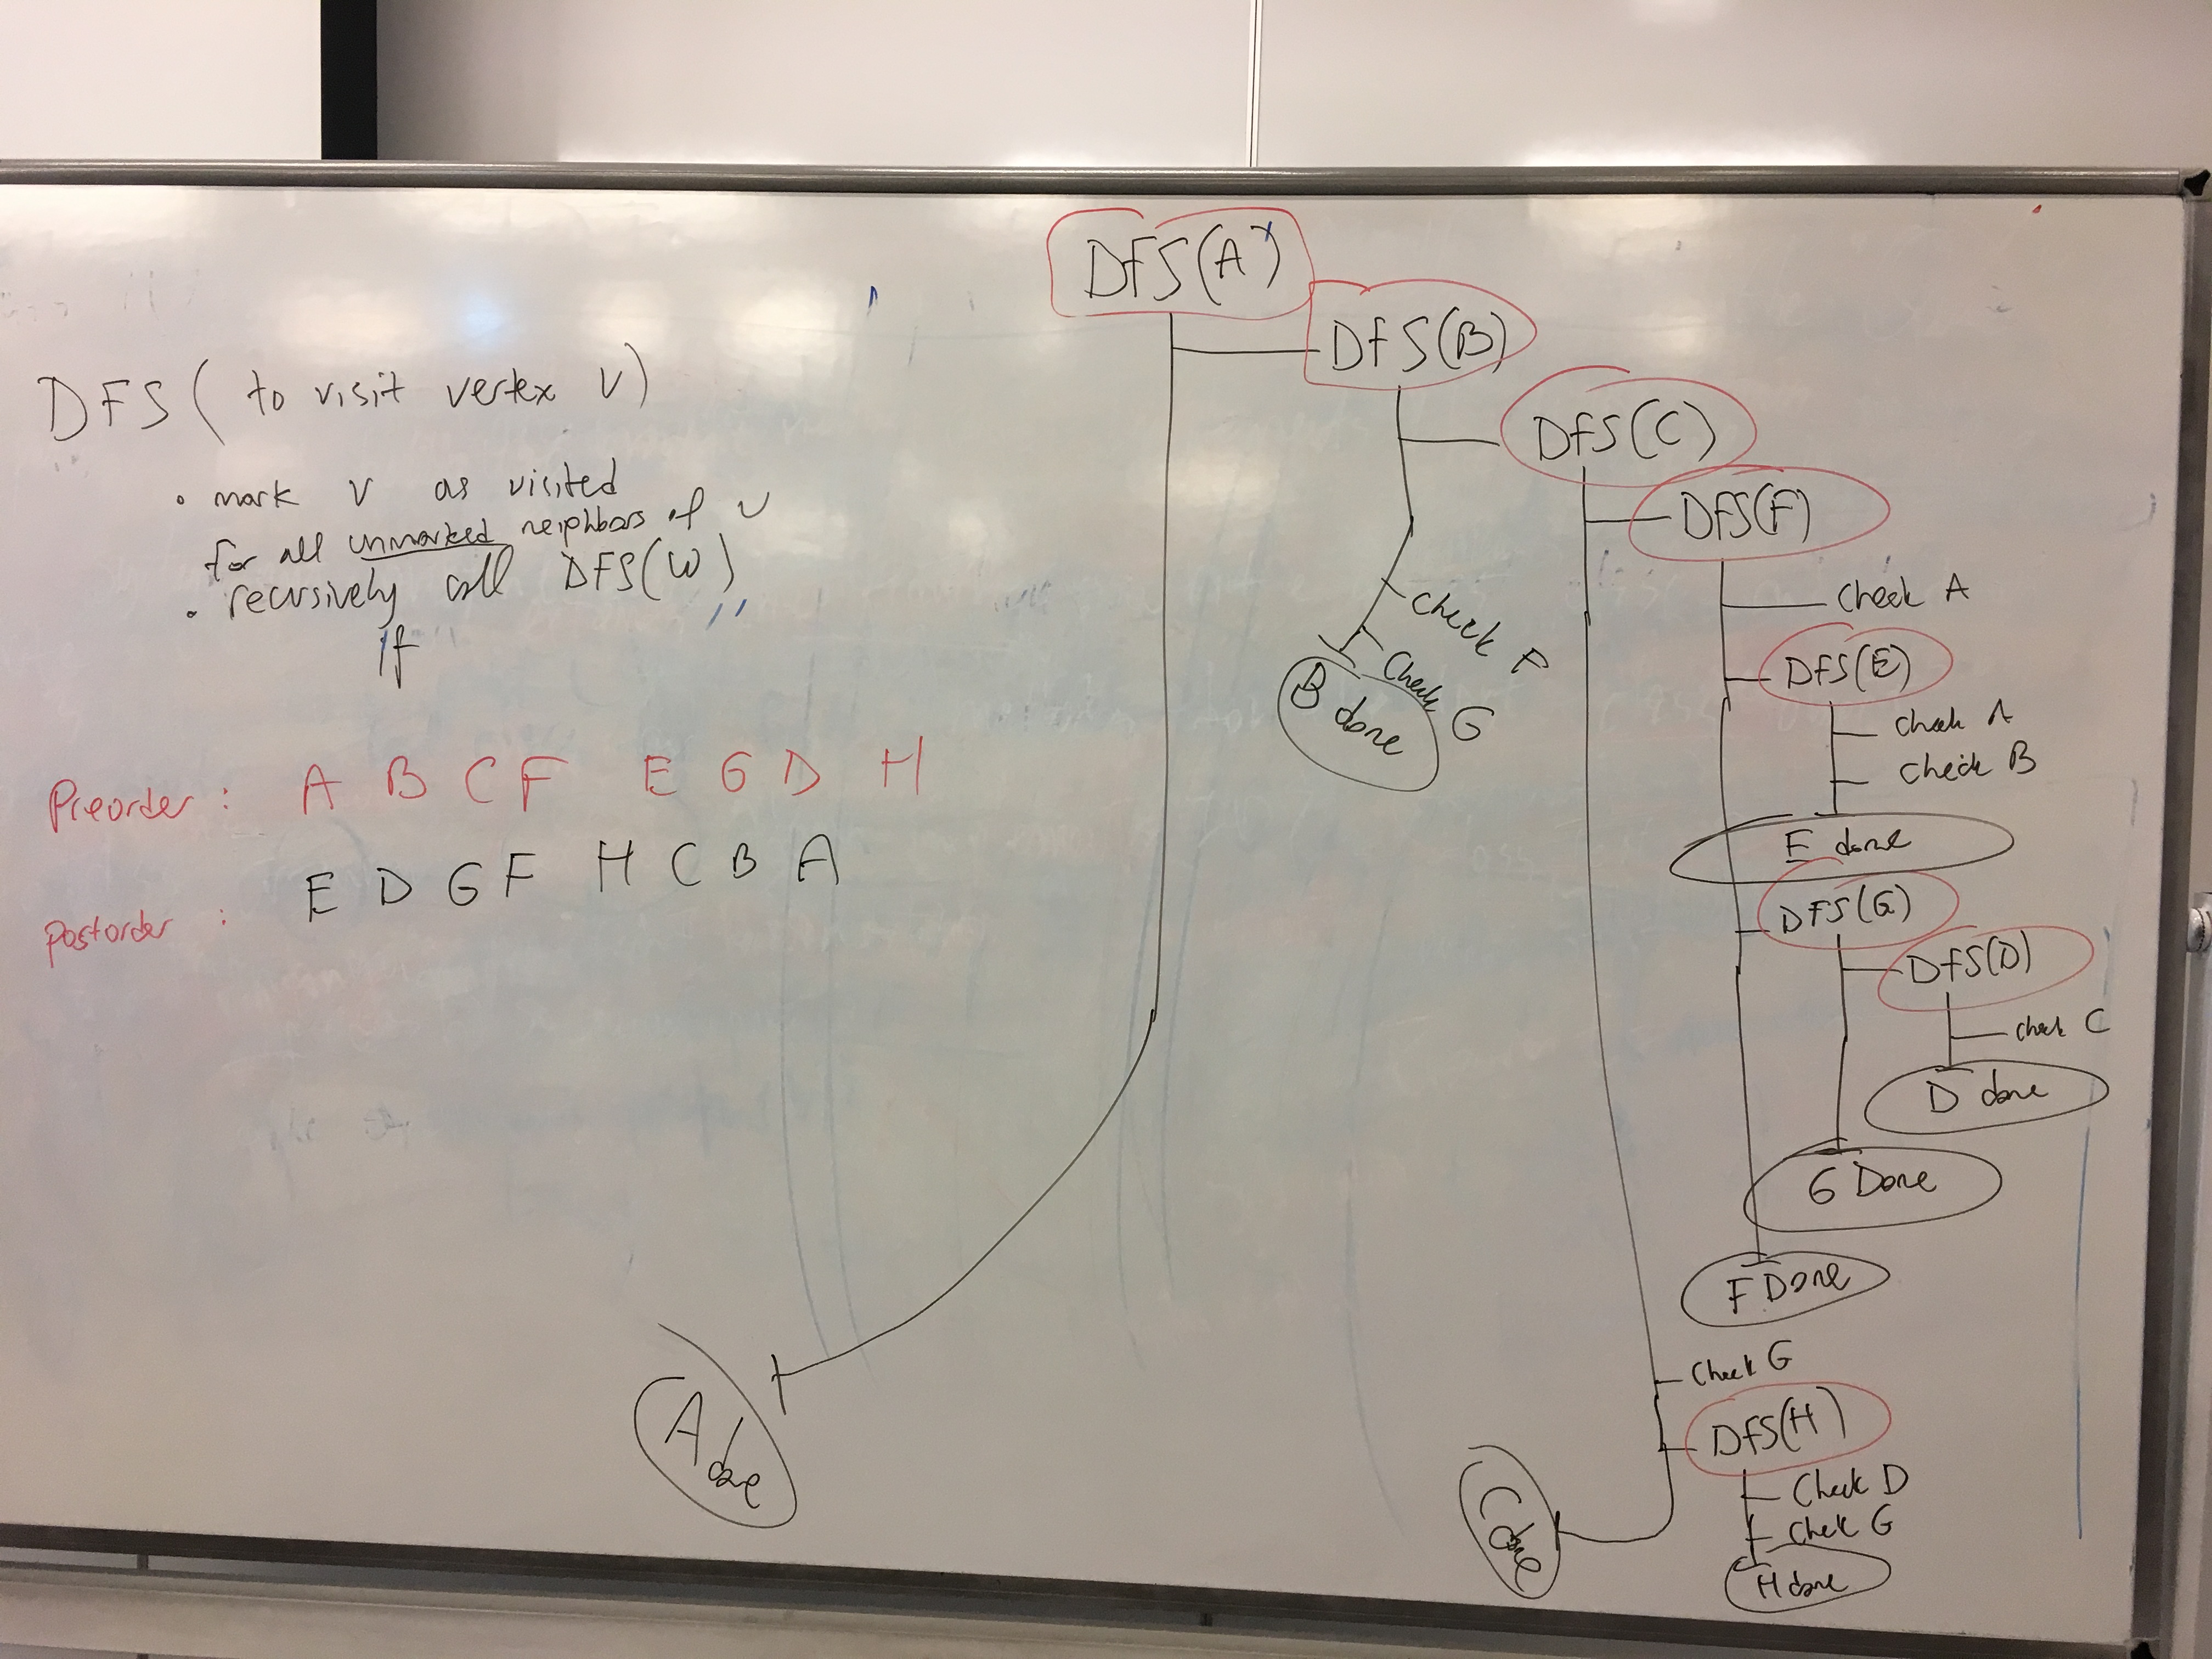 DFS ( to visit vertex v)
• mark v as visited
for all unmarked neighbors of v
• recursively call DFS(w)
if
Preorder : A B C F E G D H
Postorder : E D G F H C B A
DFS(A)
DFS(B)
DFS(C)
DFS(F)
Check A
DFS(E)
Check A
Check B
E done
DFS(G)
DFS(D)
Check C
D done
G Done
F Done
Check G
DFS(H)
Check D
Chek G
H done
C done
Check F
Check G
B done
A done